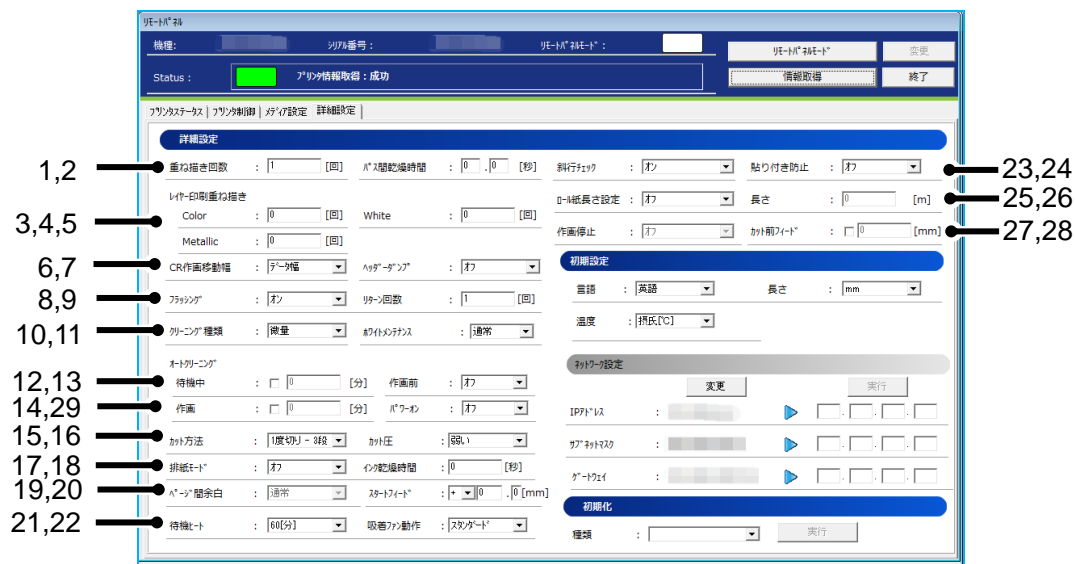 ﾘﾓｰﾄﾊﾟﾈﾙ
機種: ｼﾘｱﾙ番号 : ﾘﾓｰﾄﾊﾟﾈﾙﾓｰﾄﾞ :
ﾘﾓｰﾄﾊﾟﾈﾙﾓｰﾄﾞ 変更
Status : ﾌﾟﾘﾝﾀ情報取得 : 成功
情報取得 終了
ﾌﾟﾘﾝﾀｽﾃｰﾀｽ ﾌﾟﾘﾝﾀ制御 ﾒﾃﾞｨｱ設定 詳細設定
詳細設定
1,2 重ね描き回数 : 1 [回] ﾊﾟｽ間乾燥時間 : 0 . 0 [秒]
斜行ﾁｪｯｸ : ｵﾝ 貼り付き防止 : ｵﾌ 23,24
ﾚｲﾔｰ印刷重ね描き
ﾛｰﾙ紙長さ設定 : ｵﾌ 長さ : 0 [m] 25,26
3,4,5 Color : 0 [回] White : 0 [回]
Metallic : 0 [回]
作画停止 : ｵﾌ ｶｯﾄ前ﾌｨｰﾄﾞ : 0 [mm] 27,28
6,7 CR作画移動幅 : ﾃﾞｰﾀ幅 ﾍｯﾀﾞｰﾀﾞﾝﾌﾟ : ｵﾌ
初期設定
8,9 ﾌﾗｯｼﾝｸﾞ : ｵﾝ ﾘﾀｰﾝ回数 : 1 [回]
言語 : 英語 長さ : mm
10,11 ｸﾘｰﾆﾝｸﾞ種類 : 微量 ﾎﾜｲﾄﾒﾝﾃﾅﾝｽ : 通常
温度 : 摂氏[℃]
ｵｰﾄｸﾘｰﾆﾝｸﾞ
ﾈｯﾄﾜｰｸ設定
12,13 待機中 : 0 [分] 作画前 : ｵﾌ
変更 実行
14,29 作画 : 0 [分] ﾊﾟﾜｰｵﾝ : ｵﾌ
IPｱﾄﾞﾚｽ : . . .
15,16 ｶｯﾄ方法 : 1度切り - 3段 ｶｯﾄ圧 : 弱い
ｻﾌﾞﾈｯﾄﾏｽｸ : . . .
17,18 排紙ﾓｰﾄﾞ : ｵﾌ ｲﾝｸ乾燥時間 : 0 [秒]
ｹﾞｰﾄｳｪｲ : . . .
19,20 ﾍﾟｰｼﾞ間余白 : 通常 ｽﾀｰﾄﾌｨｰﾄﾞ : + 0 . 0 [mm]
初期化
21,22 待機ﾋｰﾄ : 60[分] 吸着ﾌｧﾝ動作 : ｽﾀﾝﾀﾞｰﾄﾞ
種類 : 実行